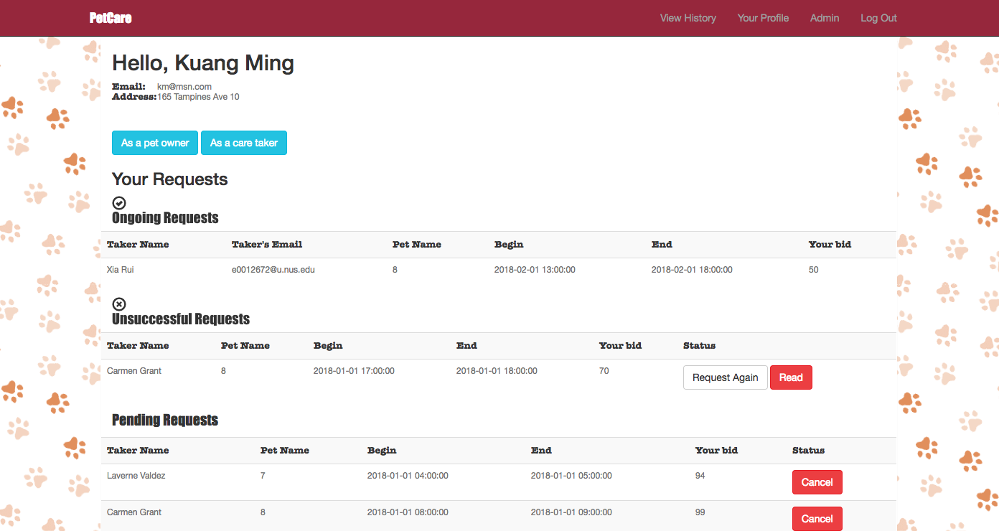 PetCare View History Your Profile Admin Log Out
Hello, Kuang Ming
Email: km@msn.com
Address: 165 Tampines Ave 10
As a pet owner As a care taker
Your Requests
Ongoing Requests
Taker Name Taker's Email Pet Name Begin End Your bid
Xia Rui e0012672@u.nus.edu 8 2018-02-01 13:00:00 2018-02-01 18:00:00 50
Unsuccessful Requests
Taker Name Pet Name Begin End Your bid Status
Carmen Grant 8 2018-01-01 17:00:00 2018-01-01 18:00:00 70 Request Again Read
Pending Requests
Taker Name Pet Name Begin End Your bid Status
Laverne Valdez 7 2018-01-01 04:00:00 2018-01-01 05:00:00 94 Cancel
Carmen Grant 8 2018-01-01 08:00:00 2018-01-01 09:00:00 99 Cancel